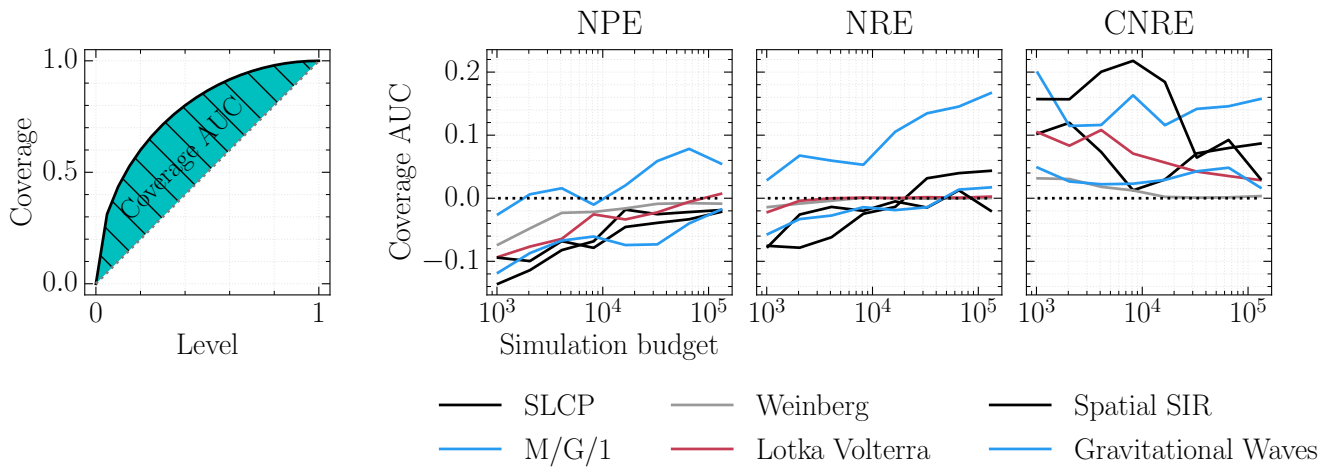 NPE
NRE
CNRE
1.0
0.5
0.0
Coverage
Coverage AUC
0
1
Level
0.2
0.1
0.0
−0.1
Coverage AUC
10³
10⁴
10⁵
10³
10⁴
10⁵
10³
10⁴
10⁵
Simulation budget
SLCP
Weinberg
Spatial SIR
M/G/1
Lotka Volterra
Gravitational Waves